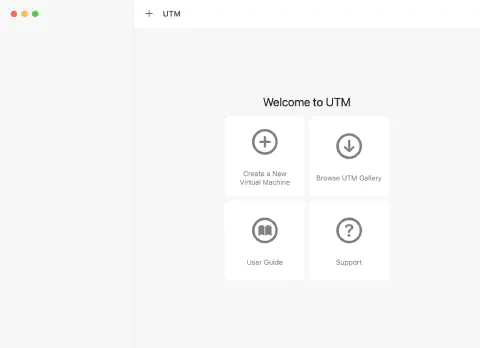 UTM
Welcome to UTM
Create a New
Virtual Machine
Browse UTM Gallery
User Guide
Support